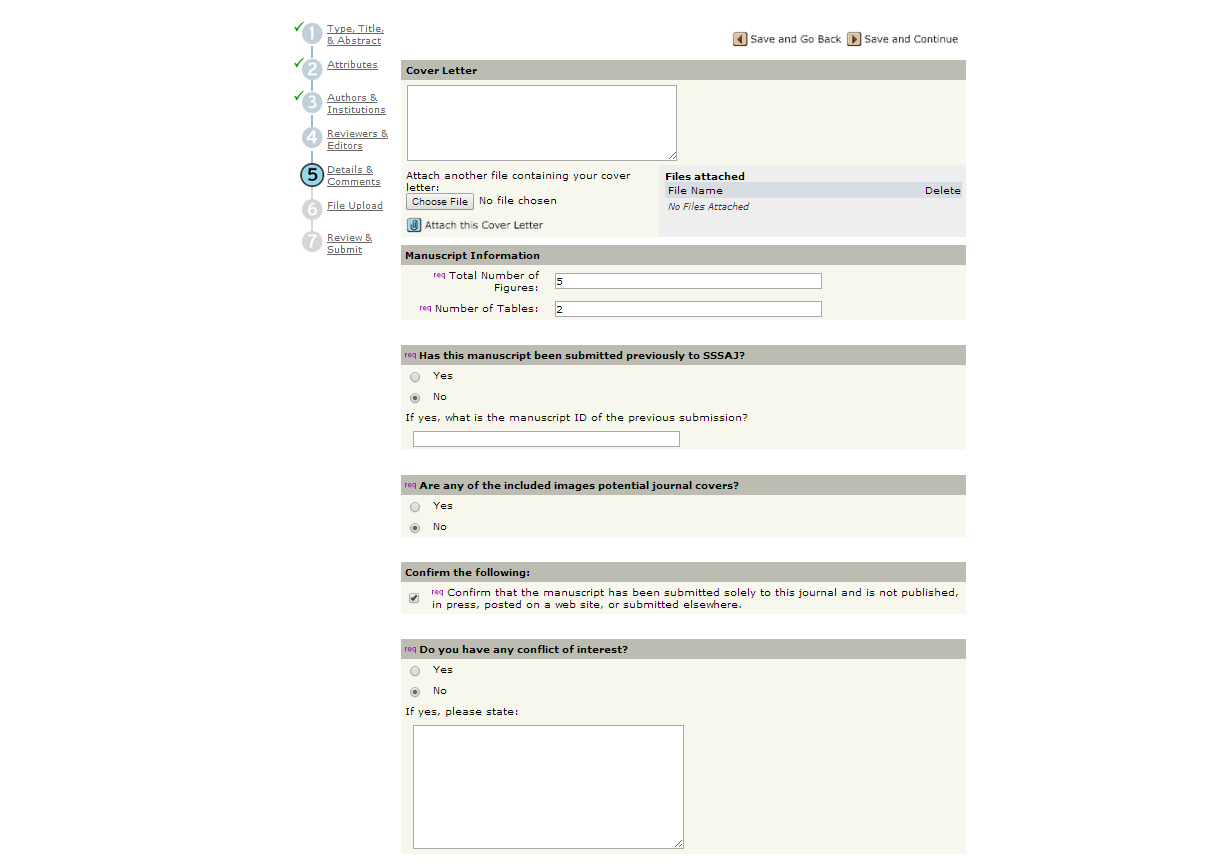 1 Type, Title,
& Abstract
2 Attributes
3 Authors &
Institutions
4 Reviewers &
Editors
5 Details &
Comments
6 File Upload
7 Review &
Submit
Save and Go Back Save and Continue
Cover Letter
Attach another file containing your cover
letter:
Choose File No file chosen
Attach this Cover Letter
Files attached
File Name Delete
No Files Attached
Manuscript Information
req Total Number of
Figures:
5
req Number of Tables: 2
req Has this manuscript been submitted previously to SSSAJ?
Yes
No
If yes, what is the manuscript ID of the previous submission?
req Are any of the included images potential journal covers?
Yes
No
Confirm the following:
req Confirm that the manuscript has been submitted solely to this journal and is not published,
in press, posted on a web site, or submitted elsewhere.
req Do you have any conflict of interest?
Yes
No
If yes, please state: